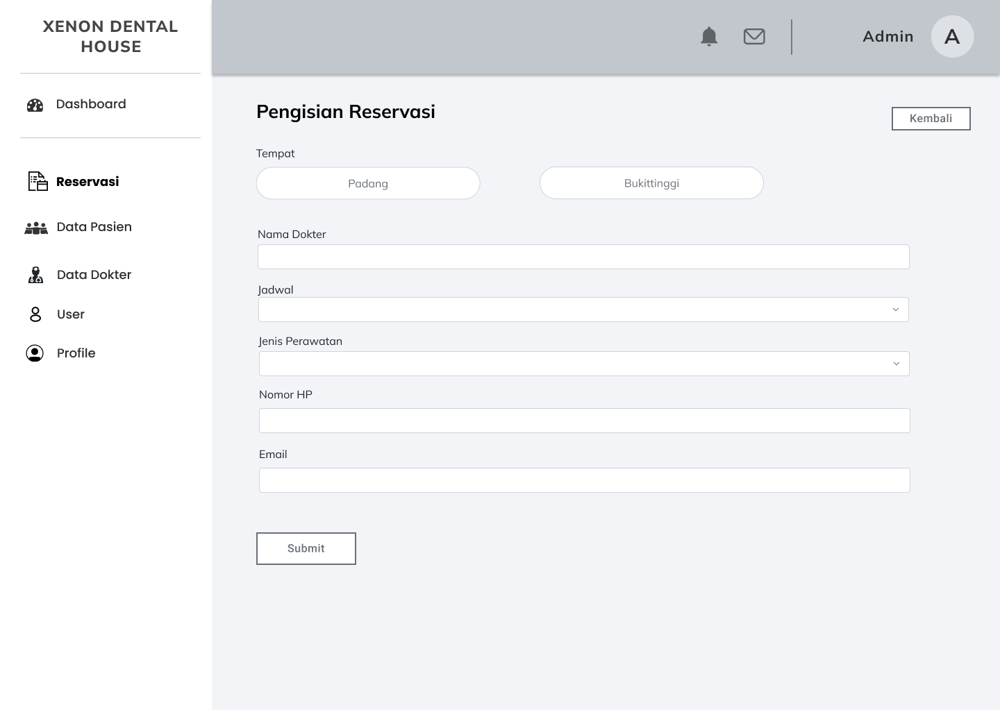 XENON DENTAL
HOUSE
Admin
A
Dashboard
Reservasi
Data Pasien
Data Dokter
User
Profile
Pengisian Reservasi
Kembali
Tempat
Padang
Bukittinggi
Nama Dokter
Jadwal
Jenis Perawatan
Nomor HP
Email
Submit